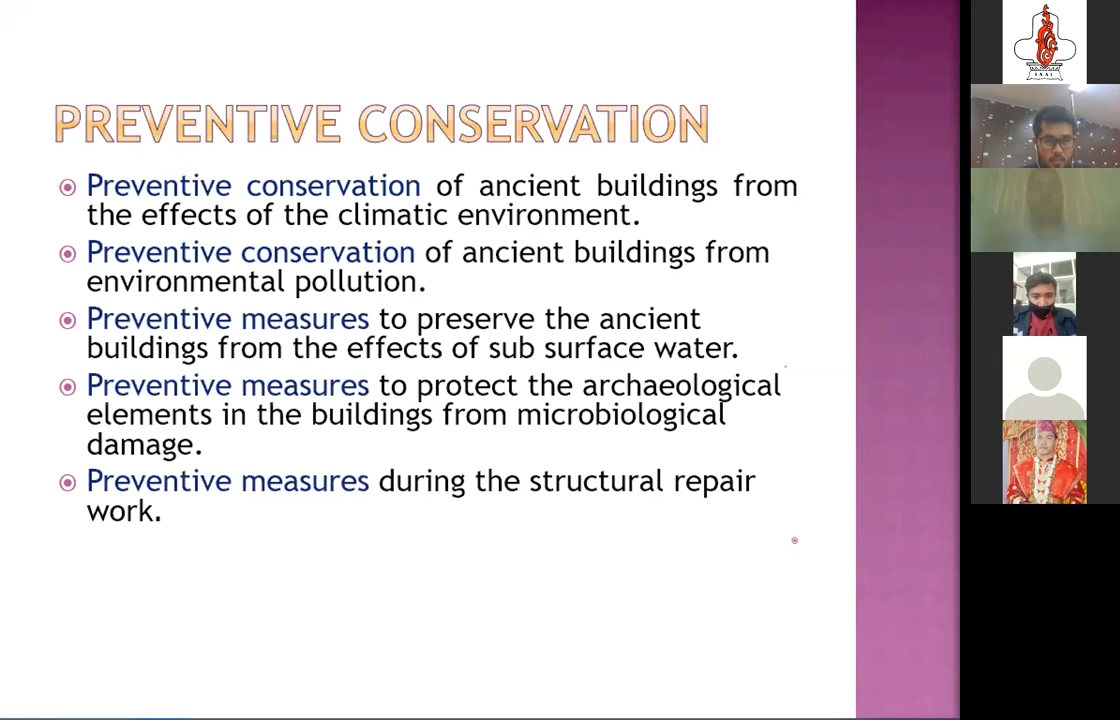 PREVENTIVE CONSERVATION
Preventive conservation of ancient buildings from
the effects of the climatic environment.
Preventive conservation of ancient buildings from
environmental pollution.
Preventive measures to preserve the ancient
buildings from the effects of sub surface water.
Preventive measures to protect the archaeological
elements in the buildings from microbiological
damage.
Preventive measures during the structural repair
work.